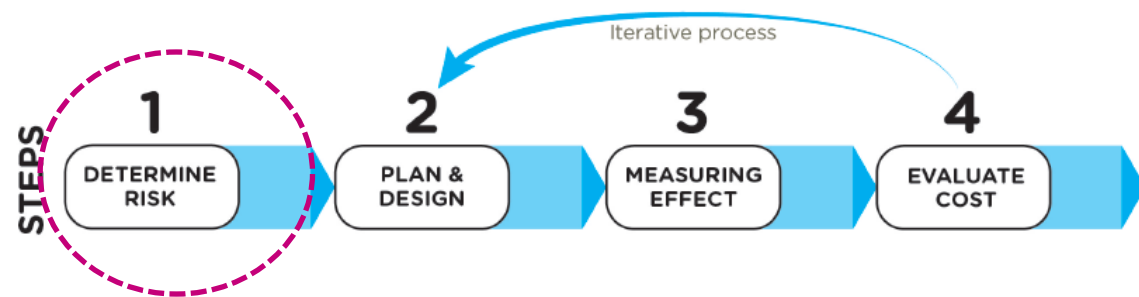 Iterative process
STEPS
1
DETERMINE
RISK
2
PLAN &
DESIGN
3
MEASURING
EFFECT
4
EVALUATE
COST